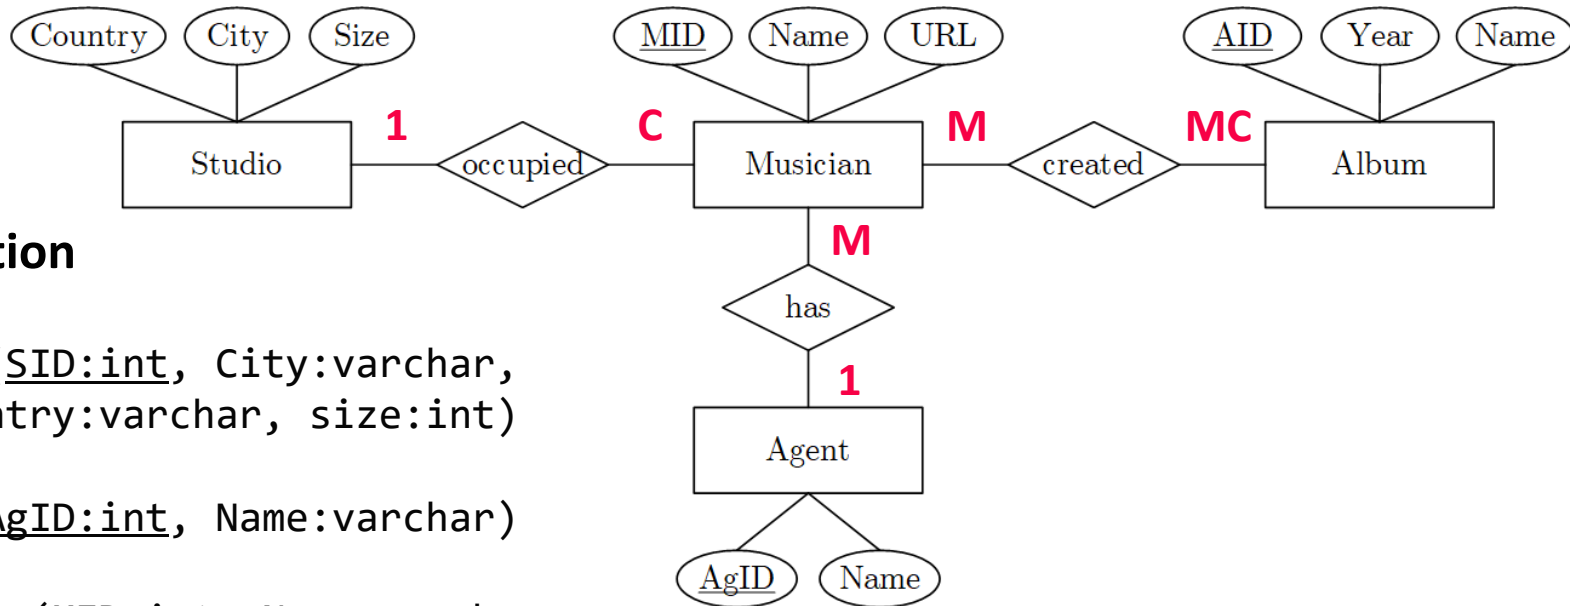 Country City Size MID Name URL AID Year Name
1 C M MC
Studio occupied Musician created Album
tion
M
has
SID:int, City:varchar,
1
ntry:varchar, size:int)
Agent
AgID:int, Name:varchar)
AgID Name